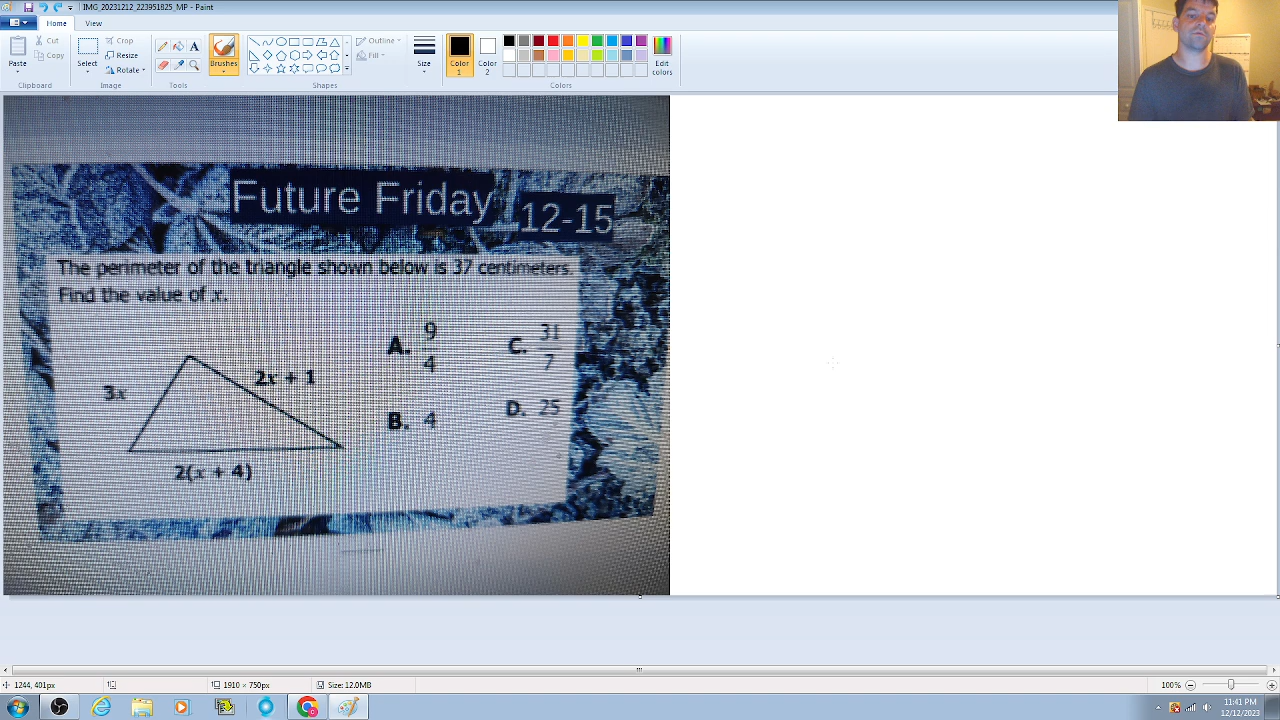 IMG_20231212_223951825_MP - Paint
Home
View
Paste
Cut
Copy
Clipboard
Select
Crop
Resize
Rotate
Image
Tools
Brushes
Shapes
Outline
Fill
Size
Color
1
Color
2
Edit
colors
Colors
Future Friday
12-15
The perimeter of the triangle shown below is 37 centimeters.
Find the value of x.
3x
2x + 1
2(x + 4)
A. 9
4
B. 4
C. 31
7
D. 25
1244, 401px
1910 × 750px
Size: 12.0MB
100%
11:41 PM
12/12/2023